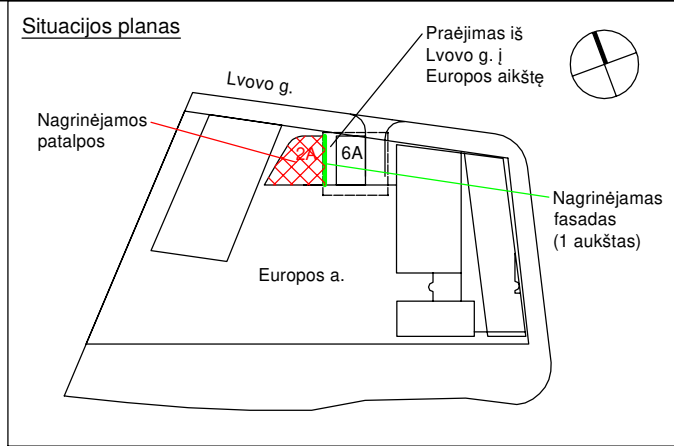 Situacijos planas
Praėjimas iš
Lvovo g. į
Europos aikštę
Lvovo g.
Nagrinėjamos
patalpos
2A
6A
Nagrinėjamas
fasadas
(1 aukštas)
Europos a.